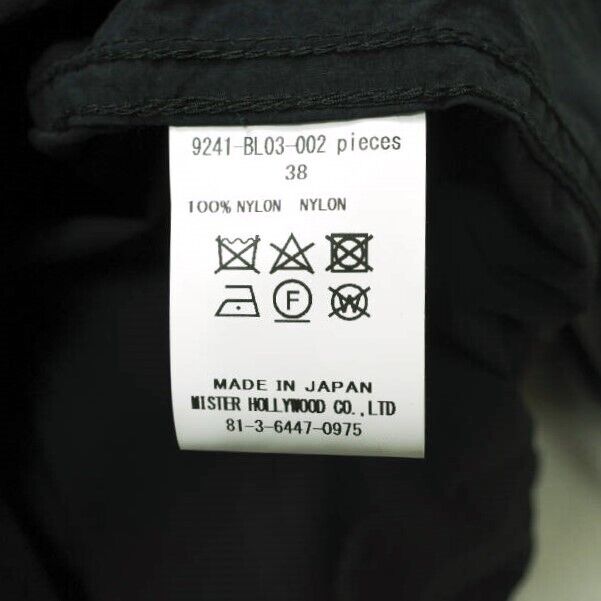 9241-BL03-002 pieces
38
100% NYLON NYLON
F W
MADE IN JAPAN
MISTER HOLLYWOOD CO.,LTD
81-3-6447-0975